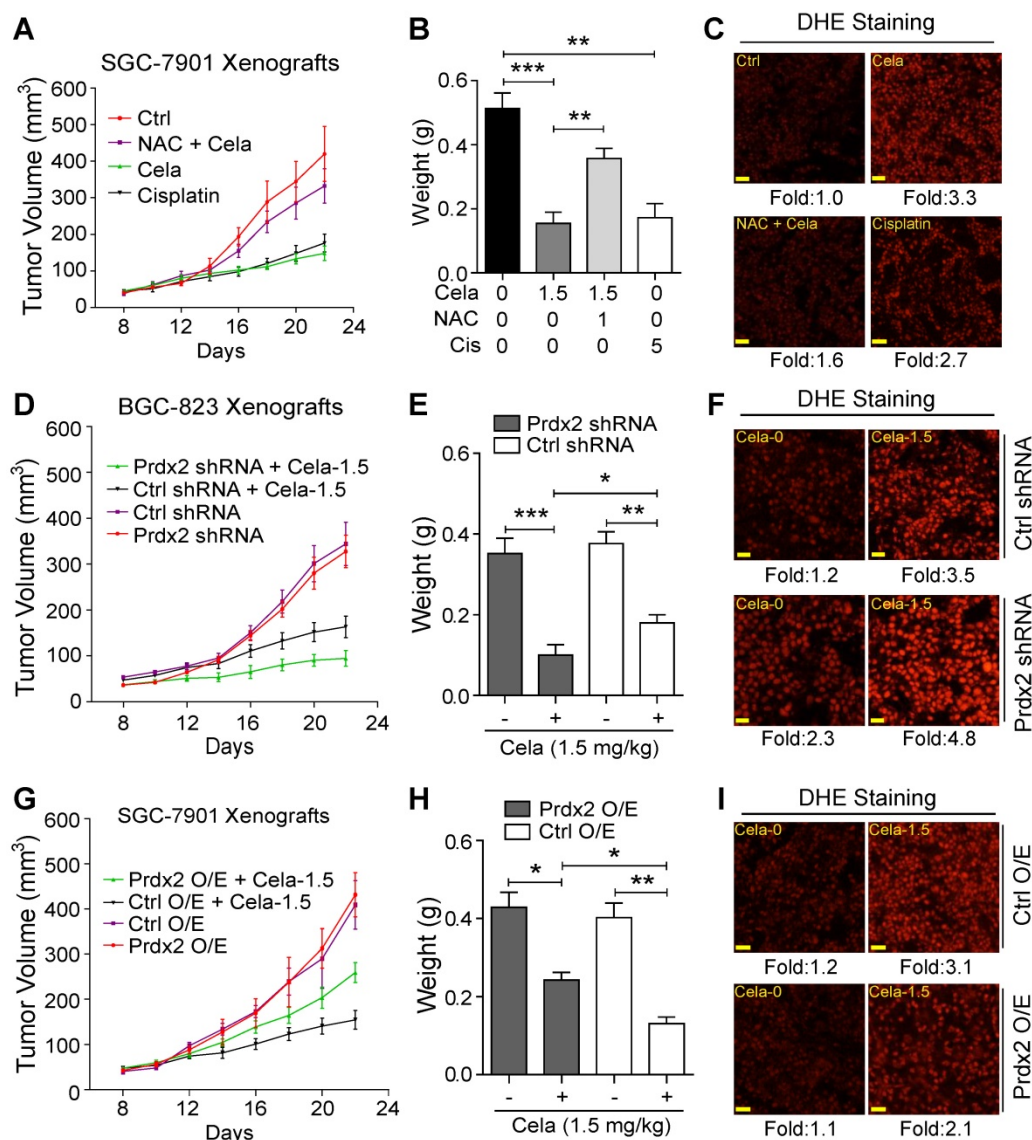 A
SGC-7901 Xenografts
Tumor Volume (mm³)
600
500
400
300
200
100
0
Ctrl
NAC + Cela
Cela
Cisplatin
8 12 16 20 24
Days
B
Weight (g)
0.6
0.4
0.2
0.0
**
***
**
Cela 0 1.5 1.5 0
NAC 0 0 1 0
Cis 0 0 0 5
C
DHE Staining
Ctrl Cela
Fold:1.0 Fold:3.3
NAC + Cela Cisplatin
Fold:1.6 Fold:2.7
D
BGC-823 Xenografts
Tumor Volume (mm³)
600
500
400
300
200
100
0
Prdx2 shRNA + Cela-1.5
Ctrl shRNA + Cela-1.5
Ctrl shRNA
Prdx2 shRNA
8 12 16 20 24
Days
E
Prdx2 shRNA
Ctrl shRNA
Weight (g)
0.6
0.4
0.2
0.0
*
*** **
- + - +
Cela (1.5 mg/kg)
F
DHE Staining
Cela-0 Cela-1.5
Ctrl shRNA
Fold:1.2 Fold:3.5
Cela-0 Cela-1.5
Prdx2 shRNA
Fold:2.3 Fold:4.8
G
SGC-7901 Xenografts
Tumor Volume (mm³)
600
500
400
300
200
100
0
Prdx2 O/E + Cela-1.5
Ctrl O/E + Cela-1.5
Ctrl O/E
Prdx2 O/E
8 12 16 20 24
Days
H
Prdx2 O/E
Ctrl O/E
Weight (g)
0.6
0.4
0.2
0.0
*
* **
- + - +
Cela (1.5 mg/kg)
I
DHE Staining
Cela-0 Cela-1.5
Ctrl O/E
Fold:1.2 Fold:3.1
Cela-0 Cela-1.5
Prdx2 O/E
Fold:1.1 Fold:2.1